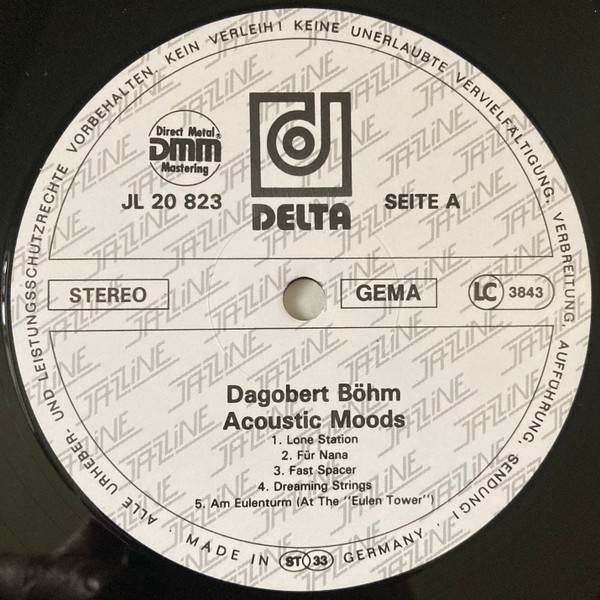 ALLE URHEBER- UND LEISTUNGSSCHUTZRECHTE VORBEHALTEN. KEIN VERLEIH! KEINE UNERLAUBTE VERVIELFÄLTIGUNG, VERBREITUNG, AUFFÜHRUNG, SENDUNG!
JAZZLINE
Direct Metal
DMM ®
Mastering
d
JL 20 823
DELTA
SEITE A
STEREO
GEMA
LC 3843
Dagobert Böhm
Acoustic Moods
1. Lone Station
2. Für Nana
3. Fast Spacer
4. Dreaming Strings
5. Am Eulenturm (At The "Eulen Tower")
· MADE IN ST 33 GERMANY ·